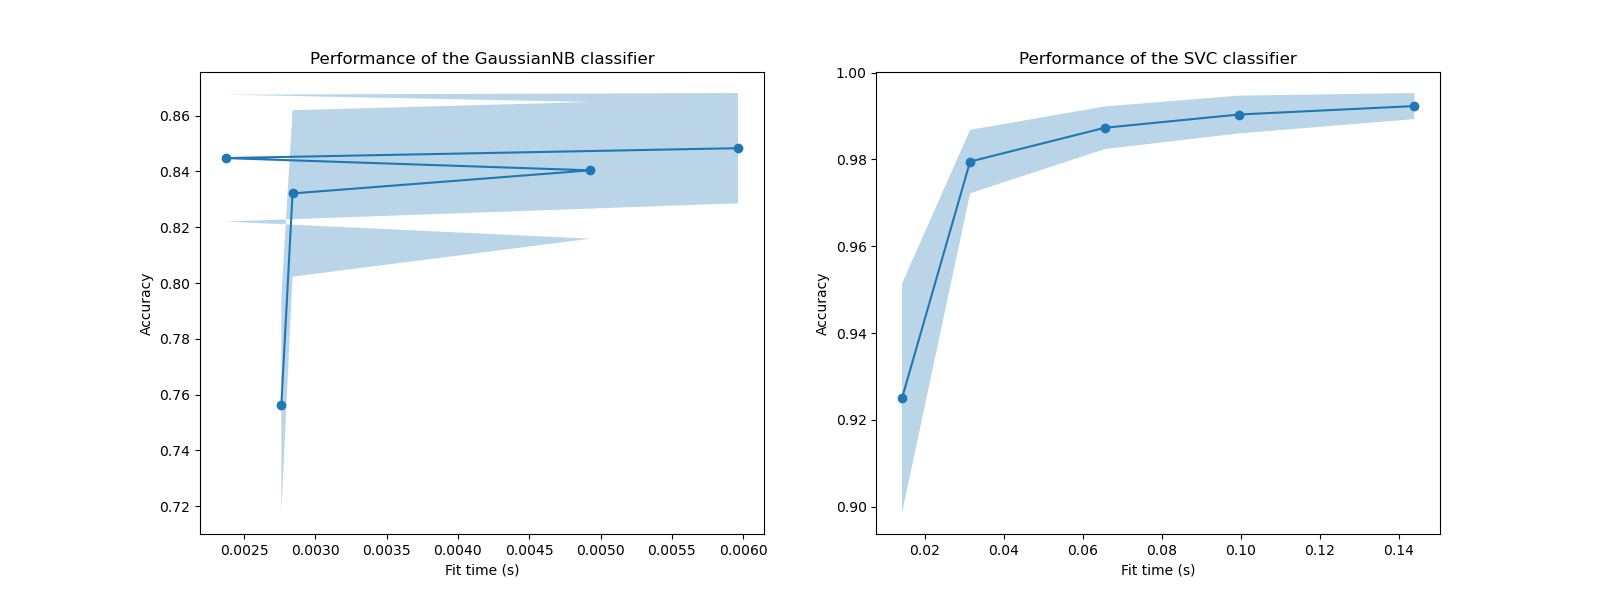 Performance of the GaussianNB classifier
Accuracy
0.86
0.84
0.82
0.80
0.78
0.76
0.74
0.72
0.0025 0.0030 0.0035 0.0040 0.0045 0.0050 0.0055 0.0060
Fit time (s)
Performance of the SVC classifier
Accuracy
1.00
0.98
0.96
0.94
0.92
0.90
0.02 0.04 0.06 0.08 0.10 0.12 0.14
Fit time (s)